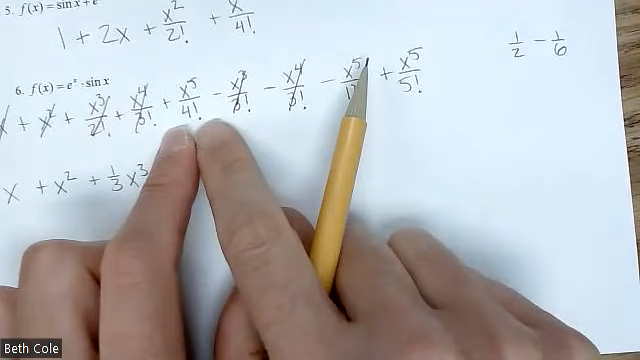 5. f(x) = sin x + e
1 + 2x + x²/2! + x/4!
6. f(x) = eˣ · sin x
x + x² + x³/2! + x⁴/3! + x⁵/4! - x³/3! - x⁴/3! - x⁵/ + x⁵/5!
1/2 - 1/6
x + x² + 1/3 x³
Beth Cole